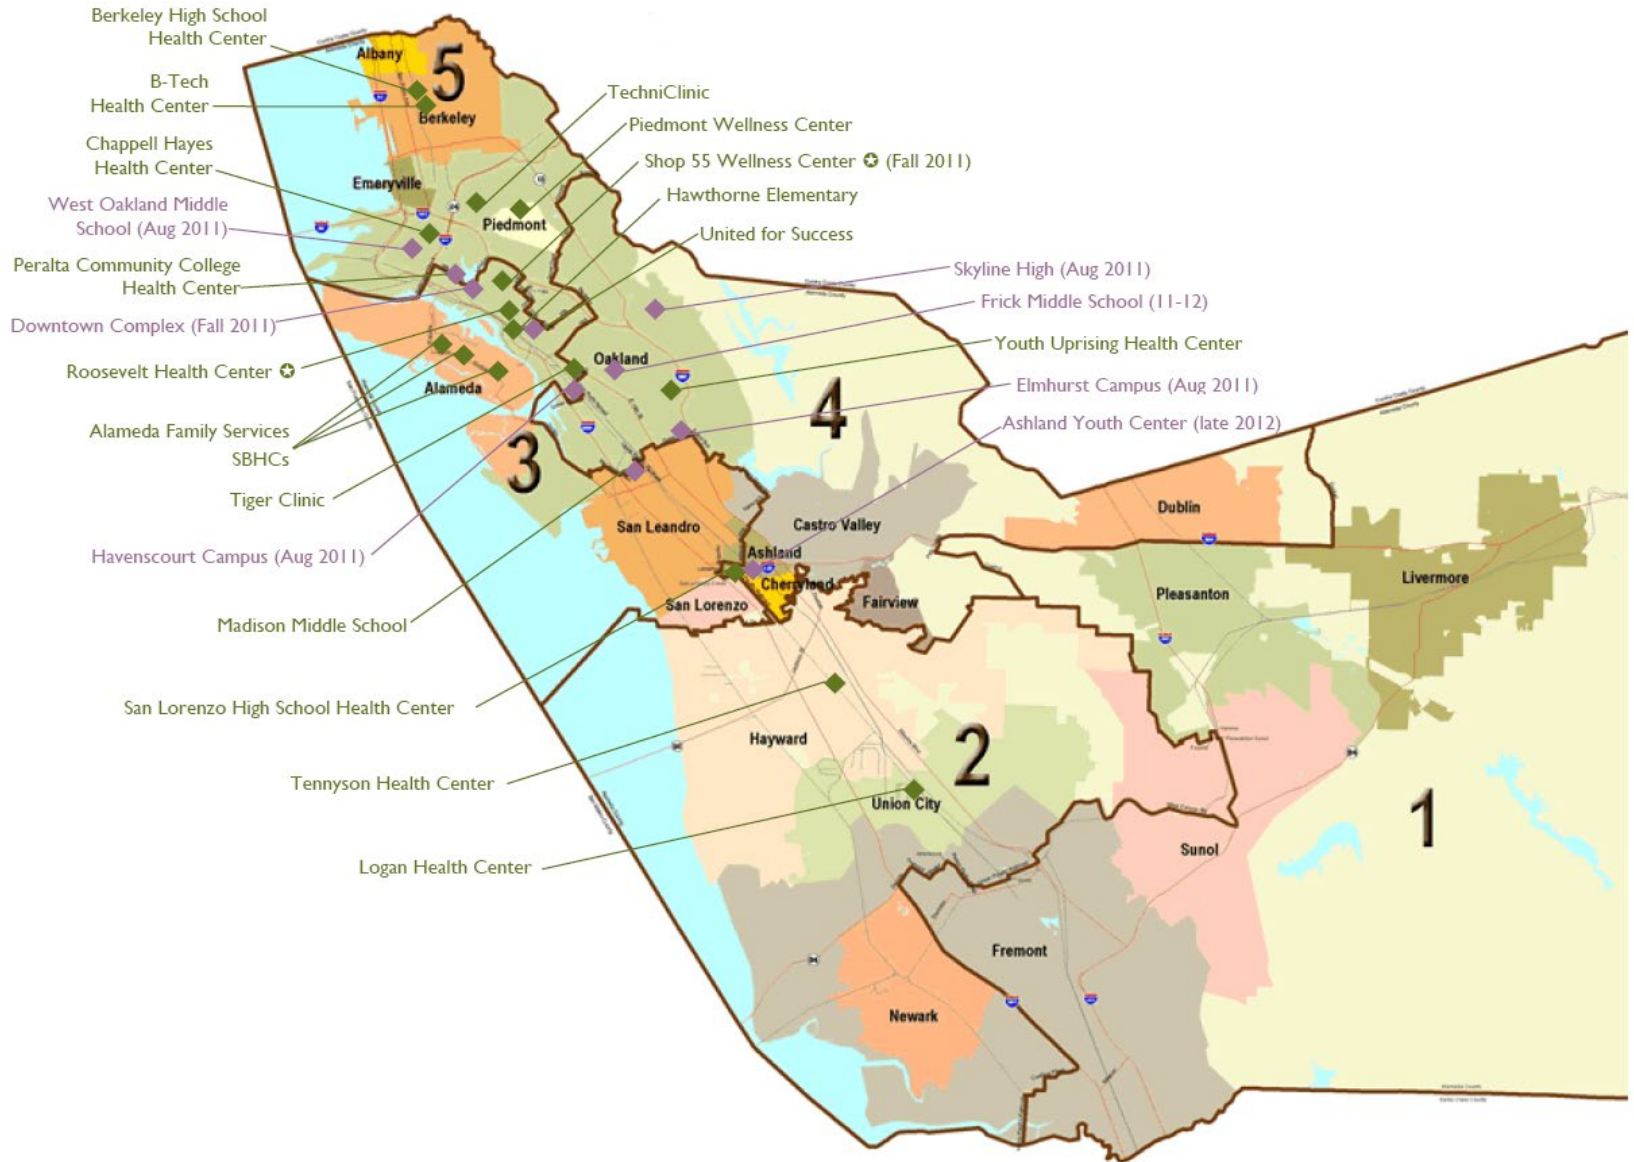 Berkeley High School
Health Center
B-Tech
Health Center
Chappell Hayes
Health Center
West Oakland Middle
School (Aug 2011)
Peralta Community College
Health Center
Downtown Complex (Fall 2011)
Roosevelt Health Center
Alameda Family Services
SBHCs
Tiger Clinic
Havenscourt Campus (Aug 2011)
Madison Middle School
San Lorenzo High School Health Center
Tennyson Health Center
Logan Health Center
TechniClinic
Piedmont Wellness Center
Shop 55 Wellness Center (Fall 2011)
Hawthorne Elementary
United for Success
Skyline High (Aug 2011)
Frick Middle School (11-12)
Youth Uprising Health Center
Elmhurst Campus (Aug 2011)
Ashland Youth Center (late 2012)
Albany
5
Berkeley
Emeryville
Piedmont
Oakland
Alameda
4
3
San Leandro
Castro Valley
Ashland
Cherryland
San Lorenzo
Fairview
Dublin
Livermore
Pleasanton
Hayward
2
Union City
1
Sunol
Fremont
Newark